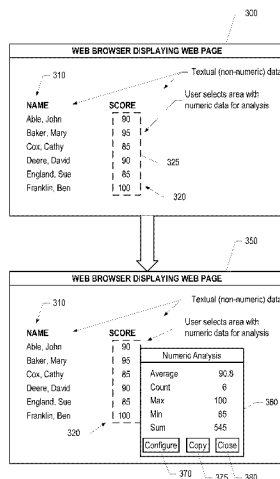 300
WEB BROWSER DISPLAYING WEB PAGE
310
Textual (non-numeric) data
User selects area with
numeric data for analysis
NAME SCORE
Able, John 90
Baker, Mary 95
Cox, Cathy 85
Deere, David 90
England, Sue 85
Franklin, Ben 100
325
320
350
WEB BROWSER DISPLAYING WEB PAGE
310
Textual (non-numeric) data
User selects area with
numeric data for analysis
NAME SCORE
Able, John 90
Baker, Mary 95
Cox, Cathy 85
Deere, David 90
England, Sue 85
Franklin, Ben 100
320
Numeric Analysis
Average 90.8
Count 6
Max 100
Min 85
Sum 545
Configure Copy Close
360
370
375
380